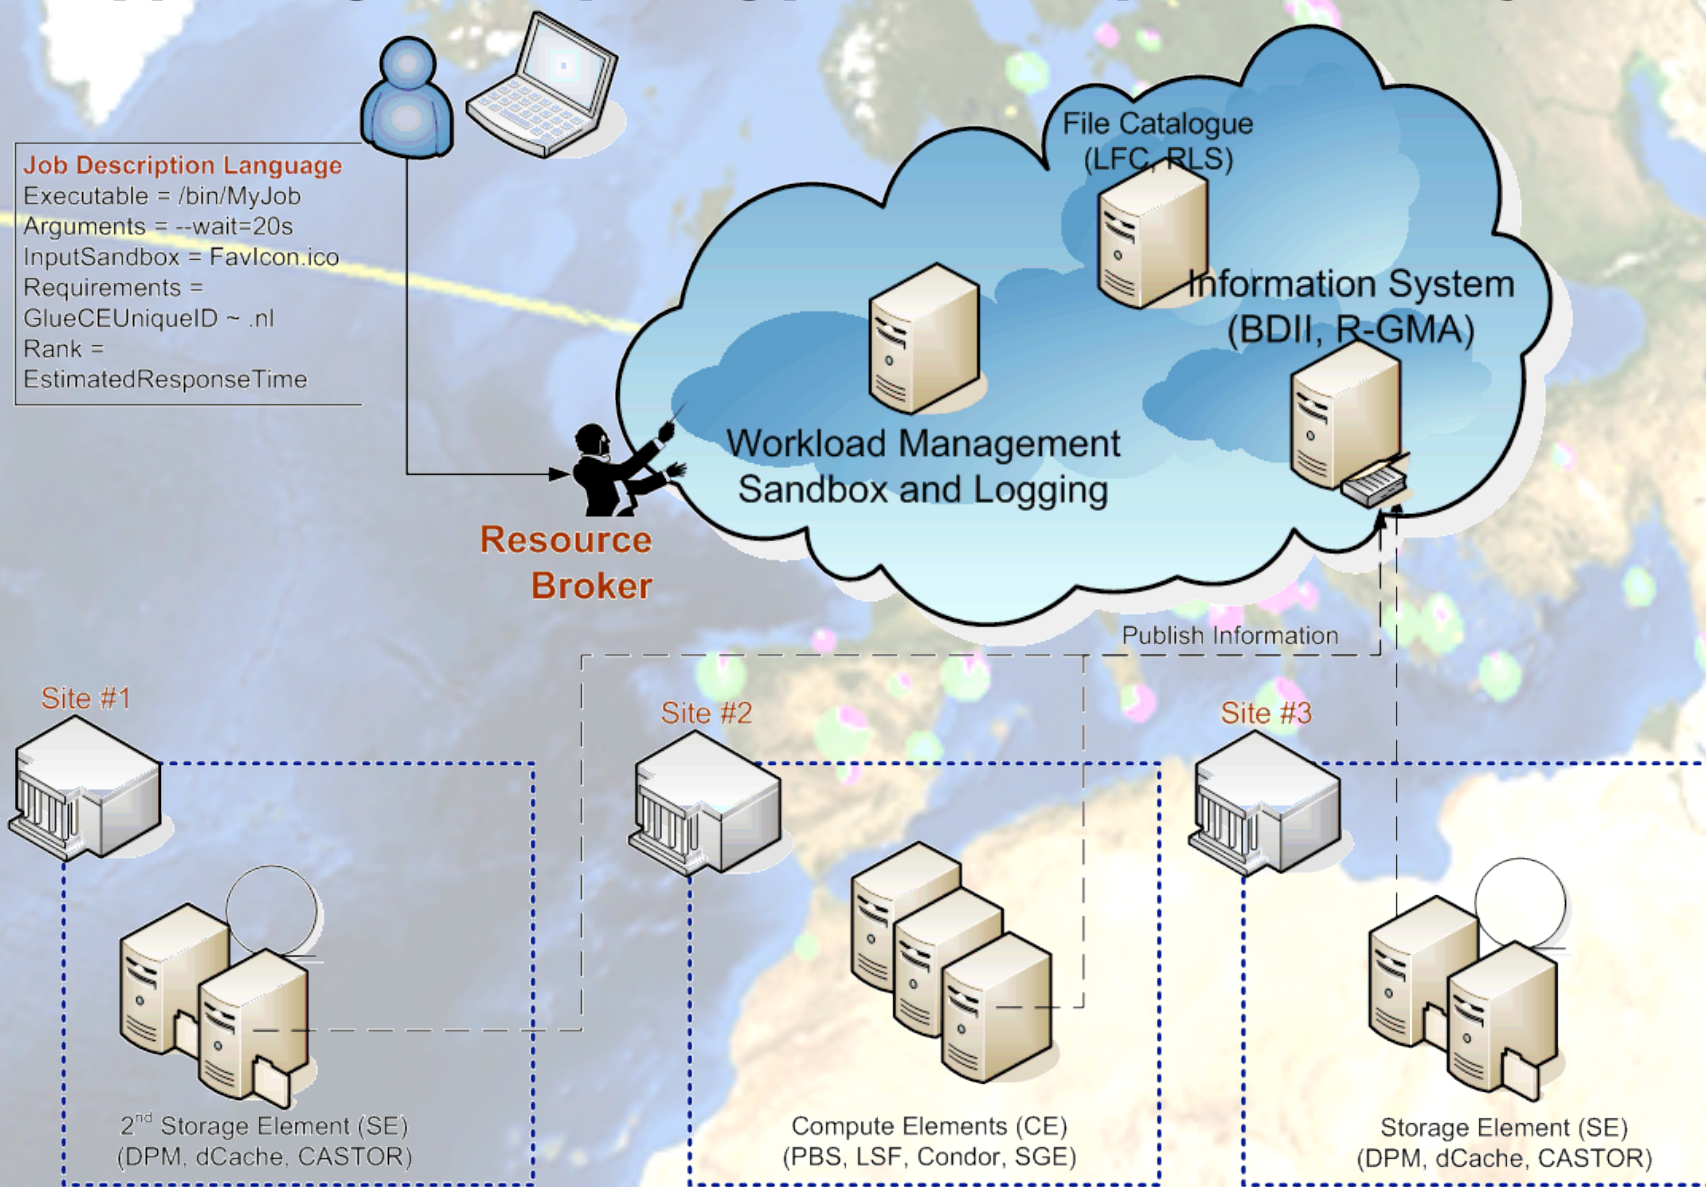 Job Description Language
Executable = /bin/MyJob
Arguments = --wait=20s
InputSandbox = FavIcon.ico
Requirements =
GlueCEUniqueID ~ .nl
Rank =
EstimatedResponseTime
File Catalogue
(LFC, RLS)
Information System
(BDII, R-GMA)
Workload Management
Sandbox and Logging
Resource
Broker
Publish Information
Site #1
Site #2
Site #3
2nd Storage Element (SE)
(DPM, dCache, CASTOR)
Compute Elements (CE)
(PBS, LSF, Condor, SGE)
Storage Element (SE)
(DPM, dCache, CASTOR)